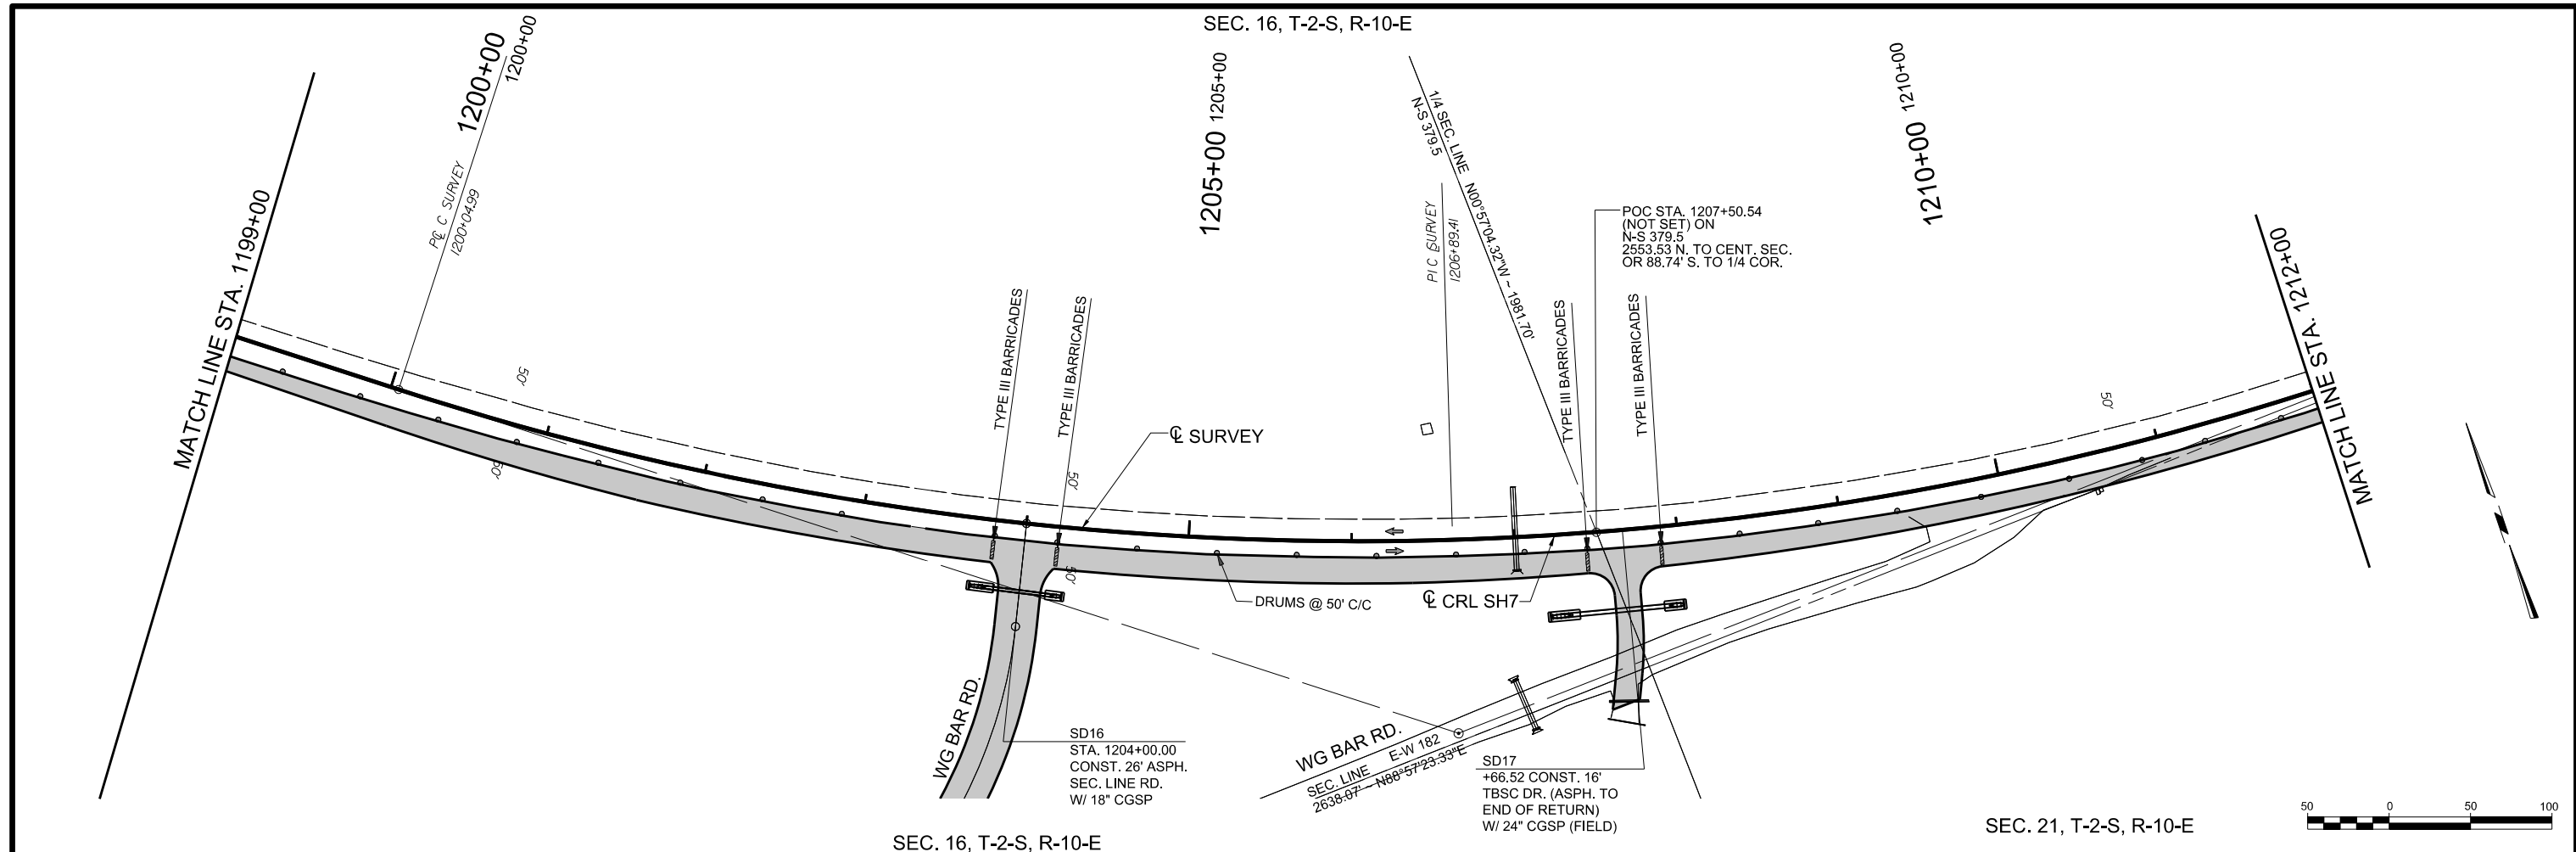 SEC. 16, T-2-S, R-10-E
1200+00
1200+00
1205+00 1205+00
1210+00 1210+00
MATCH LINE STA. 1199+00
P℄ C SURVEY
1200+04.99
1/4 SEC. LINE N00°57'04.32"W ~ 1981.70'
N-S 379.5
PI C SURVEY
1206+89.41
POC STA. 1207+50.54
(NOT SET) ON
N-S 379.5
2553.53 N. TO CENT. SEC.
OR 88.74' S. TO 1/4 COR.
MATCH LINE STA. 1212+00
TYPE III BARRICADES
TYPE III BARRICADES
TYPE III BARRICADES
TYPE III BARRICADES
50'
50'
50'
50'
50'
℄ SURVEY
DRUMS @ 50' C/C
℄ CRL SH7
WG BAR RD.
SD16
STA. 1204+00.00
CONST. 26' ASPH.
SEC. LINE RD.
W/ 18" CGSP
WG BAR RD.
SEC. LINE E-W 182
2638.07' ~ N88°57'23.33"E
SD17
+66.52 CONST. 16'
TBSC DR. (ASPH. TO
END OF RETURN)
W/ 24" CGSP (FIELD)
SEC. 16, T-2-S, R-10-E
SEC. 21, T-2-S, R-10-E
50 0 50 100